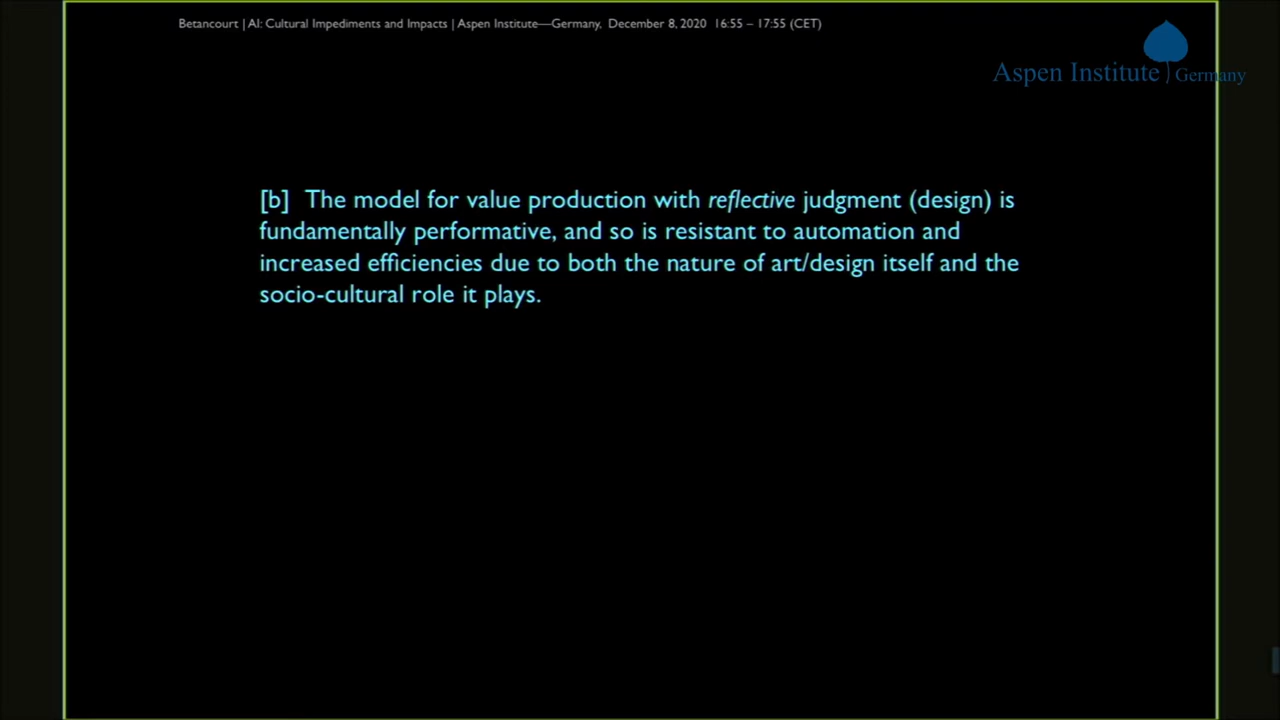 Betancourt | AI: Cultural Impediments and Impacts | Aspen Institute—Germany, December 8, 2020 16:55 – 17:55 (CET)
Aspen Institute | Germany
[b] The model for value production with reflective judgment (design) is
fundamentally performative, and so is resistant to automation and
increased efficiencies due to both the nature of art/design itself and the
socio-cultural role it plays.